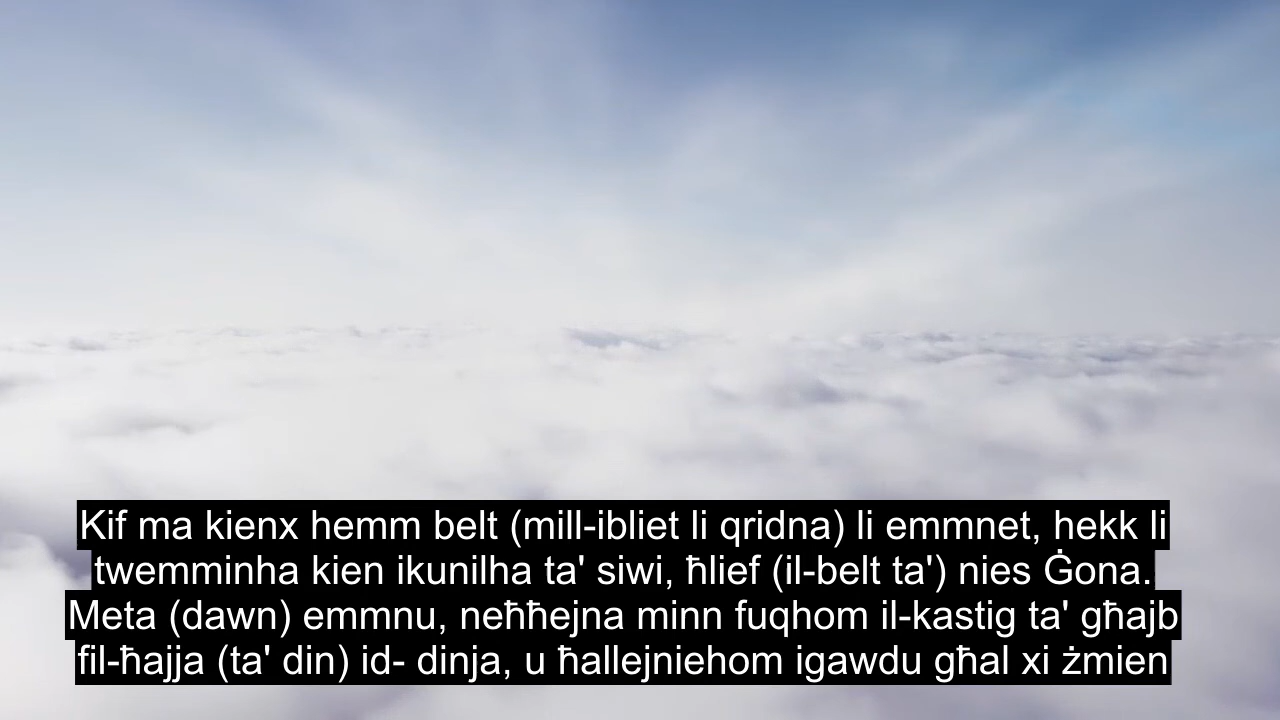 Kif ma kienx hemm belt (mill-ibliet li qridna) li emmnet, hekk li
twemminha kien ikunilha ta' siwi, ħlief (il-belt ta') nies Ġona.
Meta (dawn) emmnu, neħħejna minn fuqhom il-kastig ta' għajb
fil-ħajja (ta' din) id- dinja, u ħallejniehom igawdu għal xi żmien